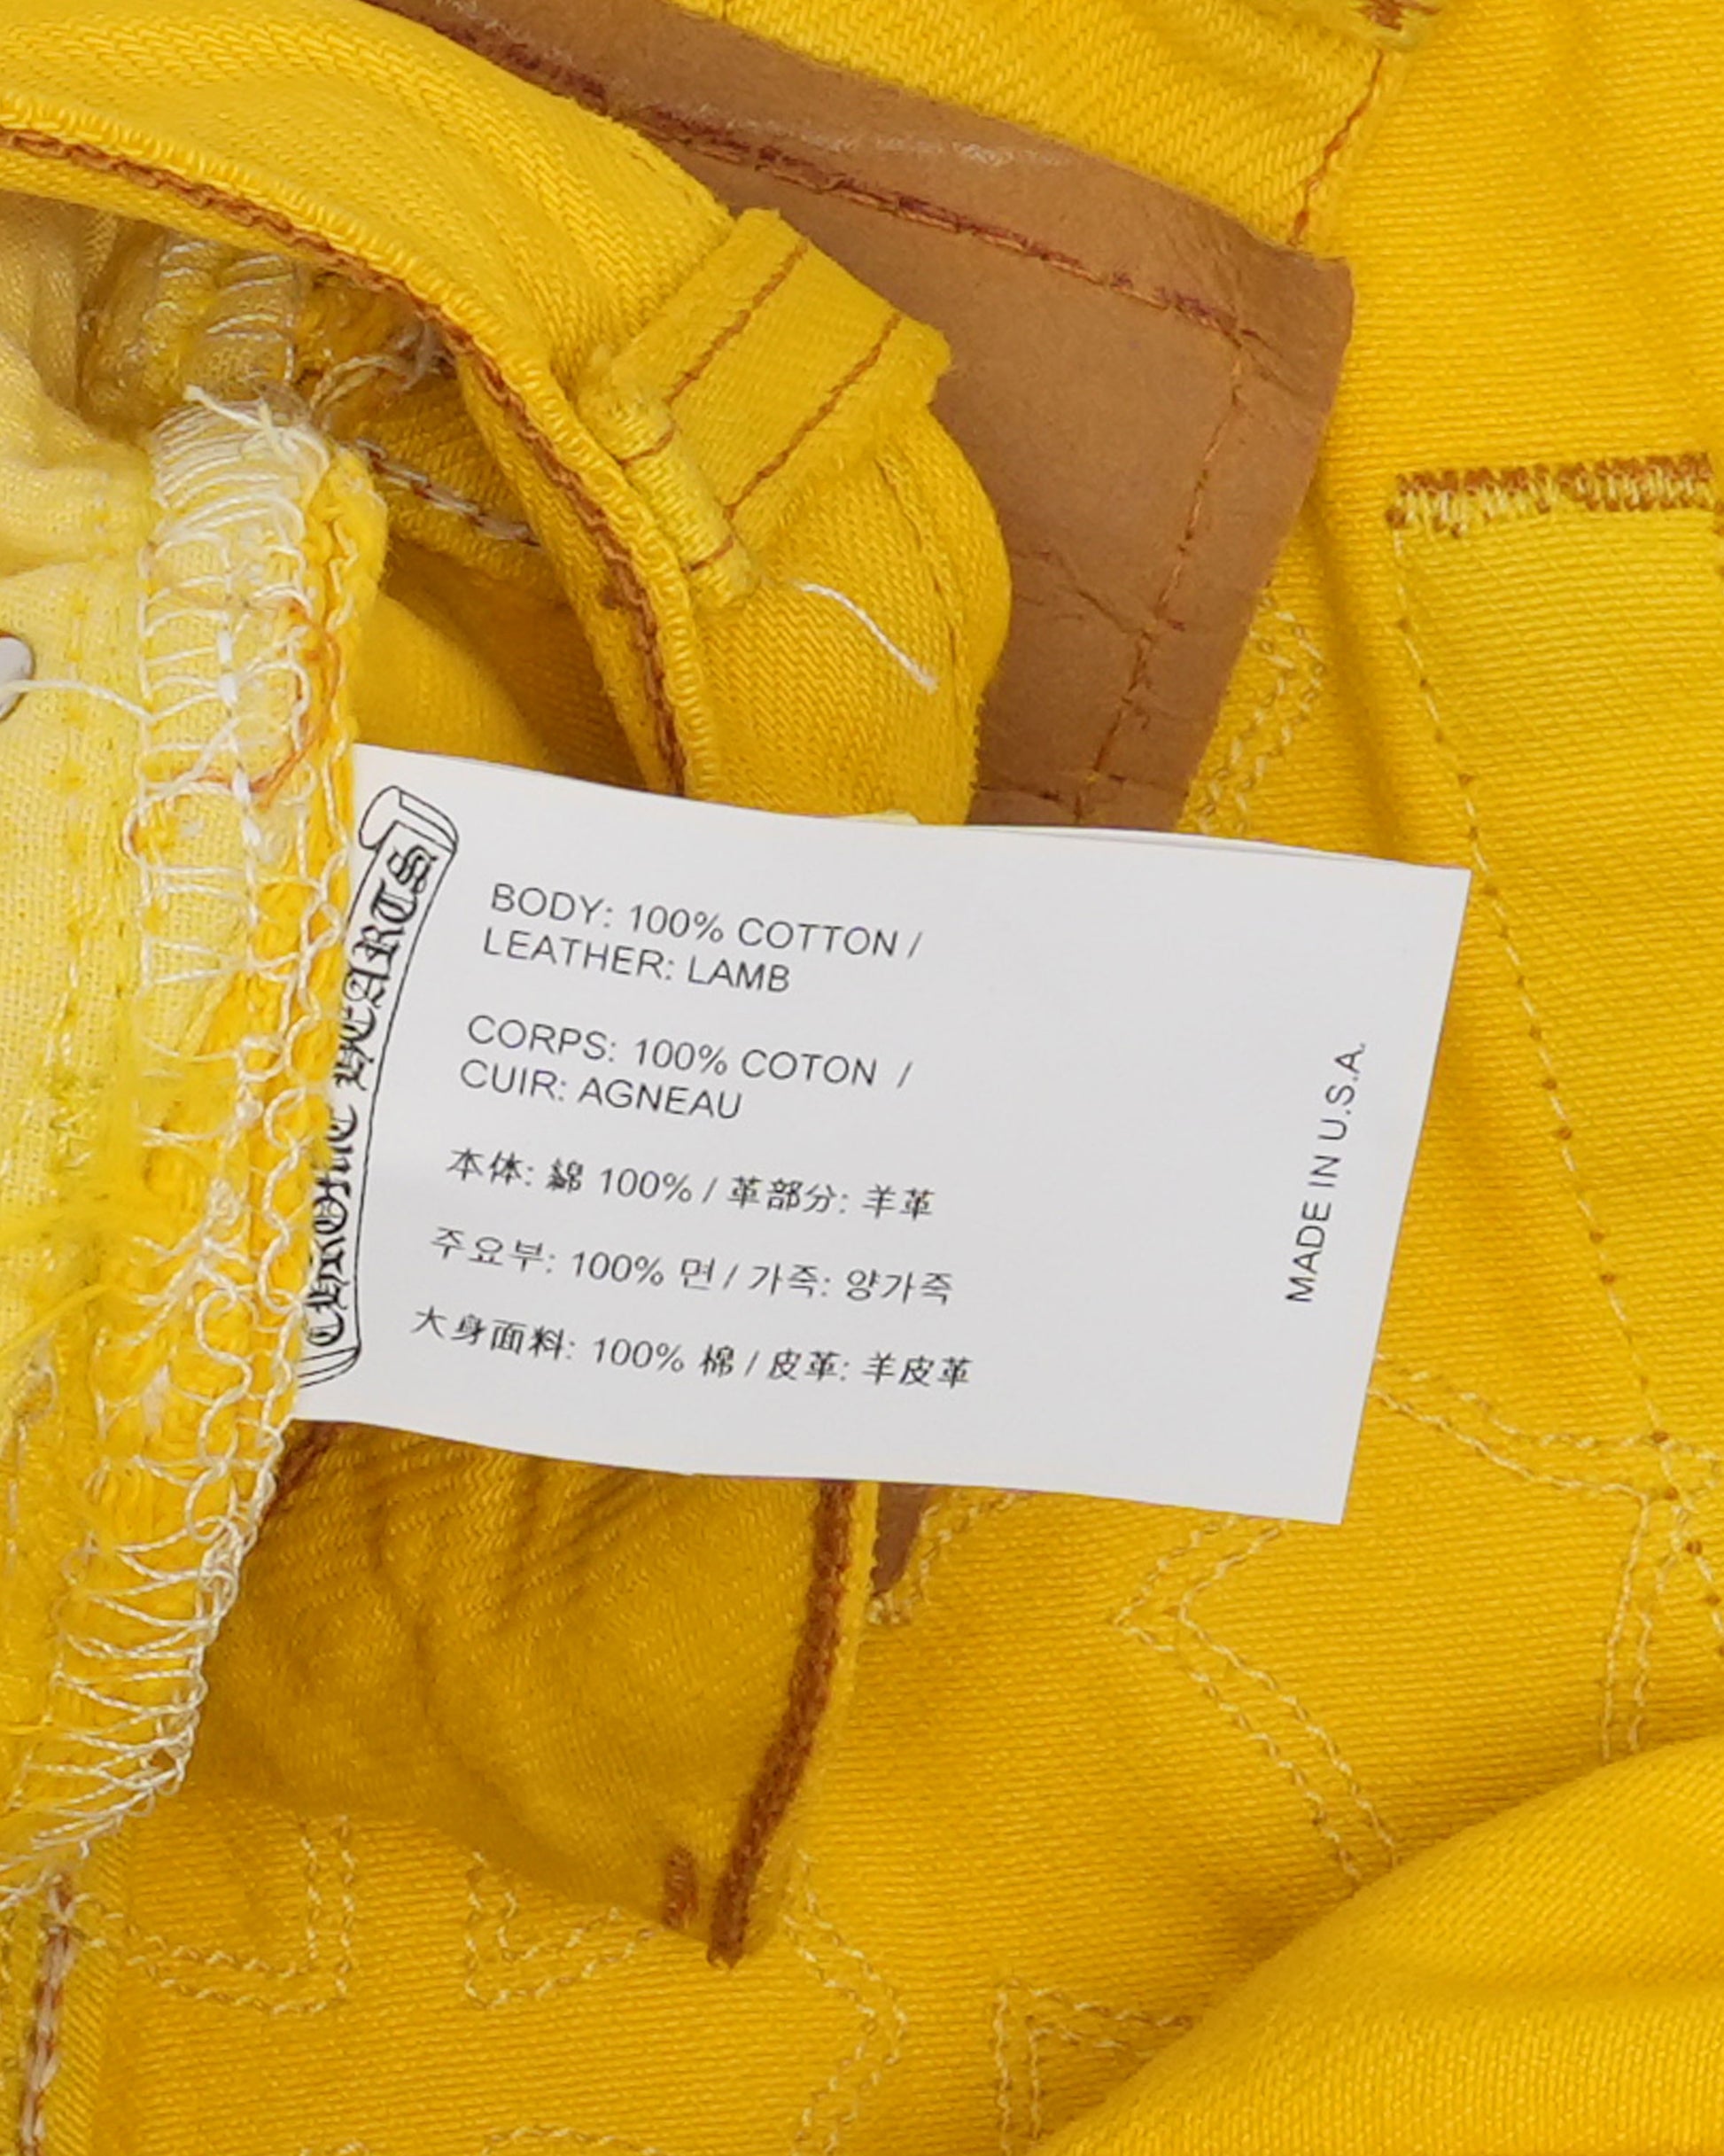 CHROME HEARTS
BODY: 100% COTTON /
LEATHER: LAMB
CORPS: 100% COTON /
CUIR: AGNEAU
本体: 綿 100% / 革部分: 羊革
주요부: 100% 면 / 가죽: 양가죽
大身面料: 100% 棉 / 皮革: 羊皮革
MADE IN U.S.A.